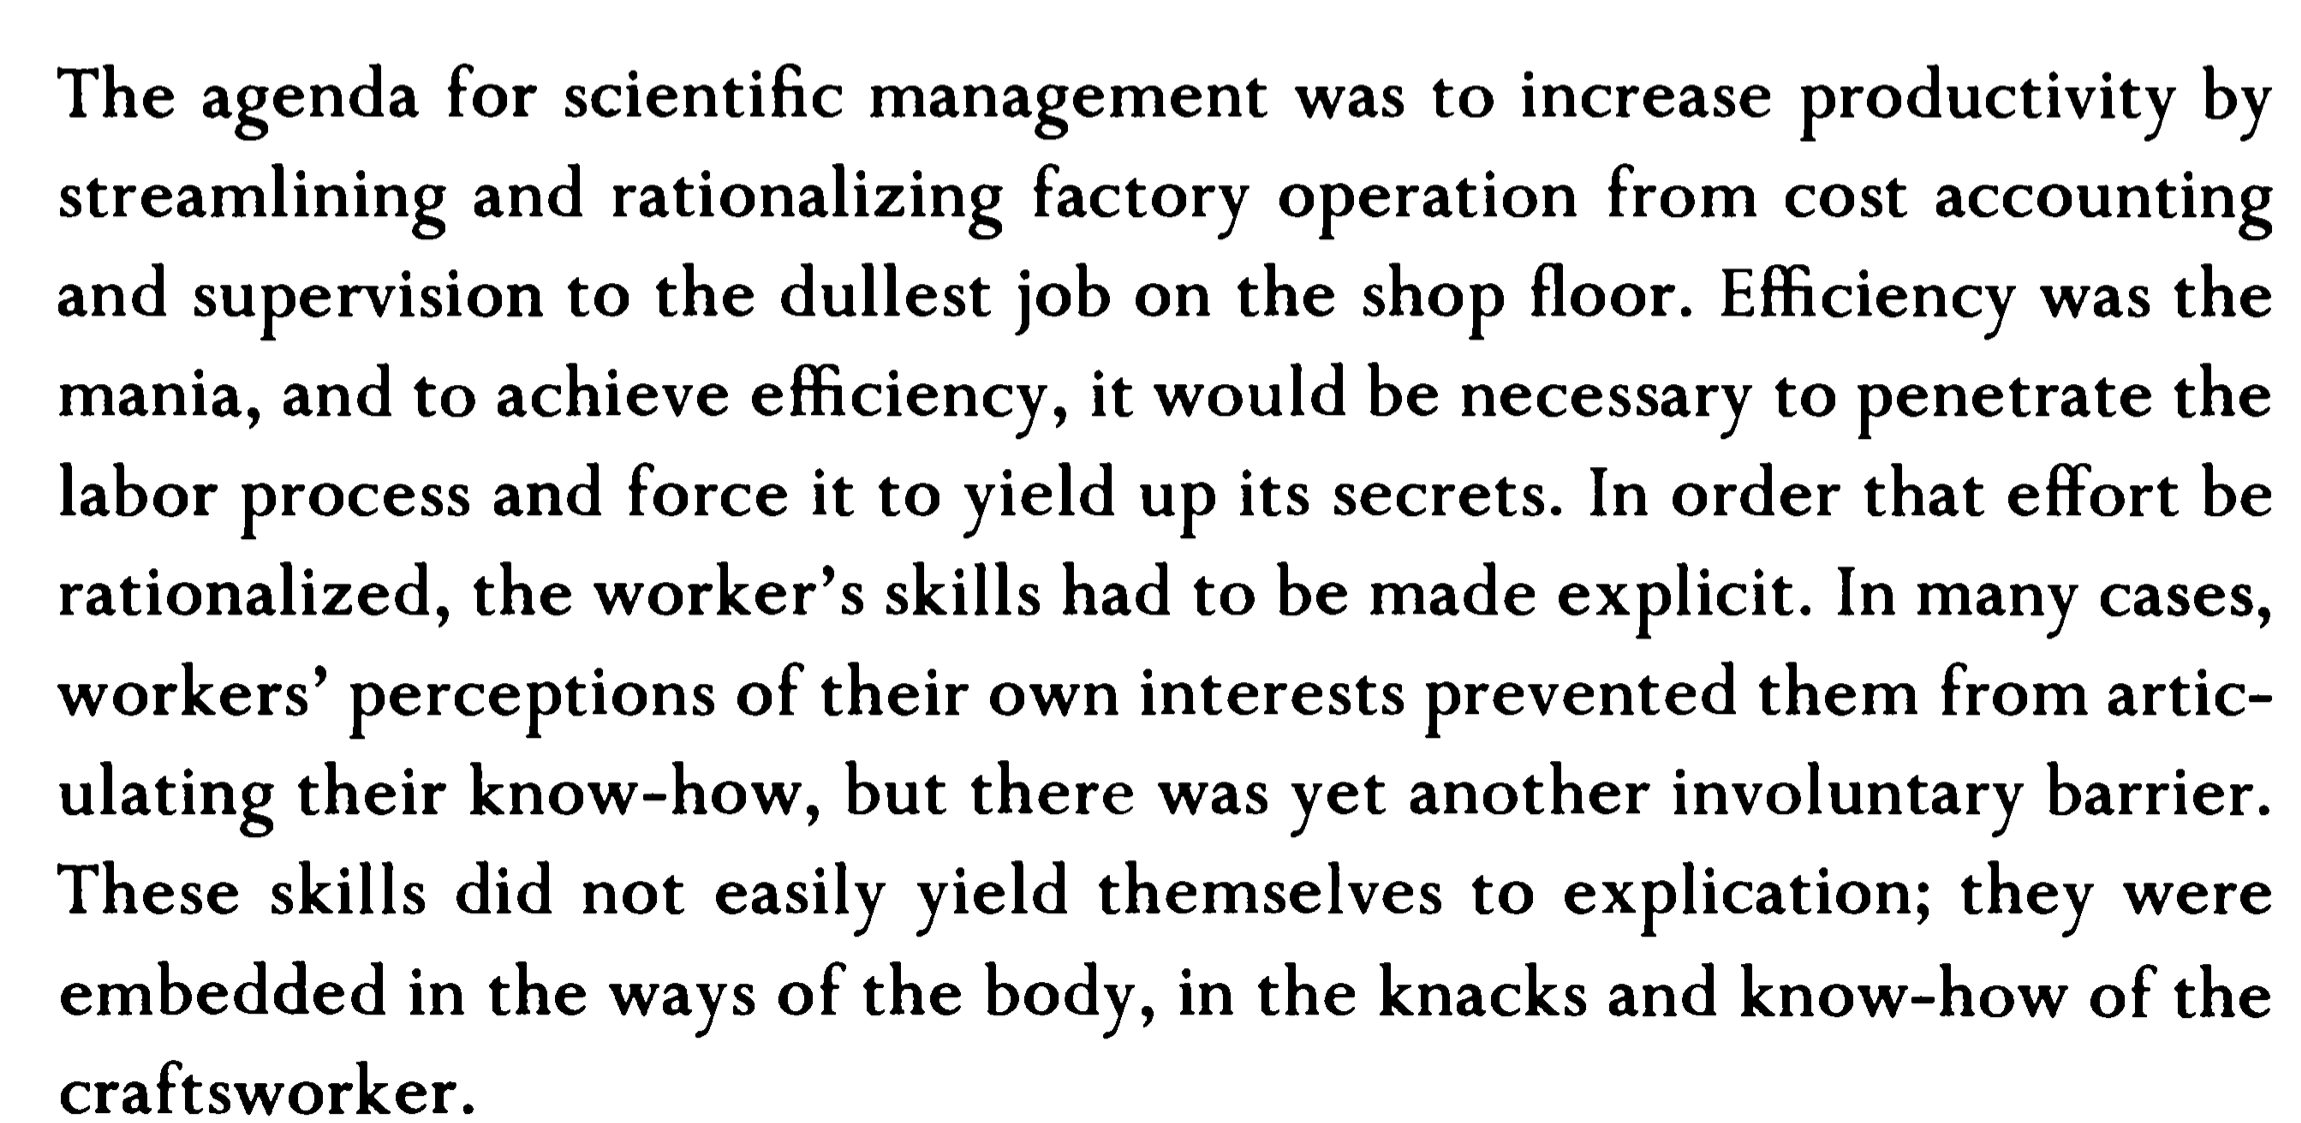 The agenda for scientific management was to increase productivity by
streamlining and rationalizing factory operation from cost accounting
and supervision to the dullest job on the shop floor. Efficiency was the
mania, and to achieve efficiency, it would be necessary to penetrate the
labor process and force it to yield up its secrets. In order that effort be
rationalized, the worker’s skills had to be made explicit. In many cases,
workers’ perceptions of their own interests prevented them from artic-
ulating their know-how, but there was yet another involuntary barrier.
These skills did not easily yield themselves to explication; they were
embedded in the ways of the body, in the knacks and know-how of the
craftsworker.